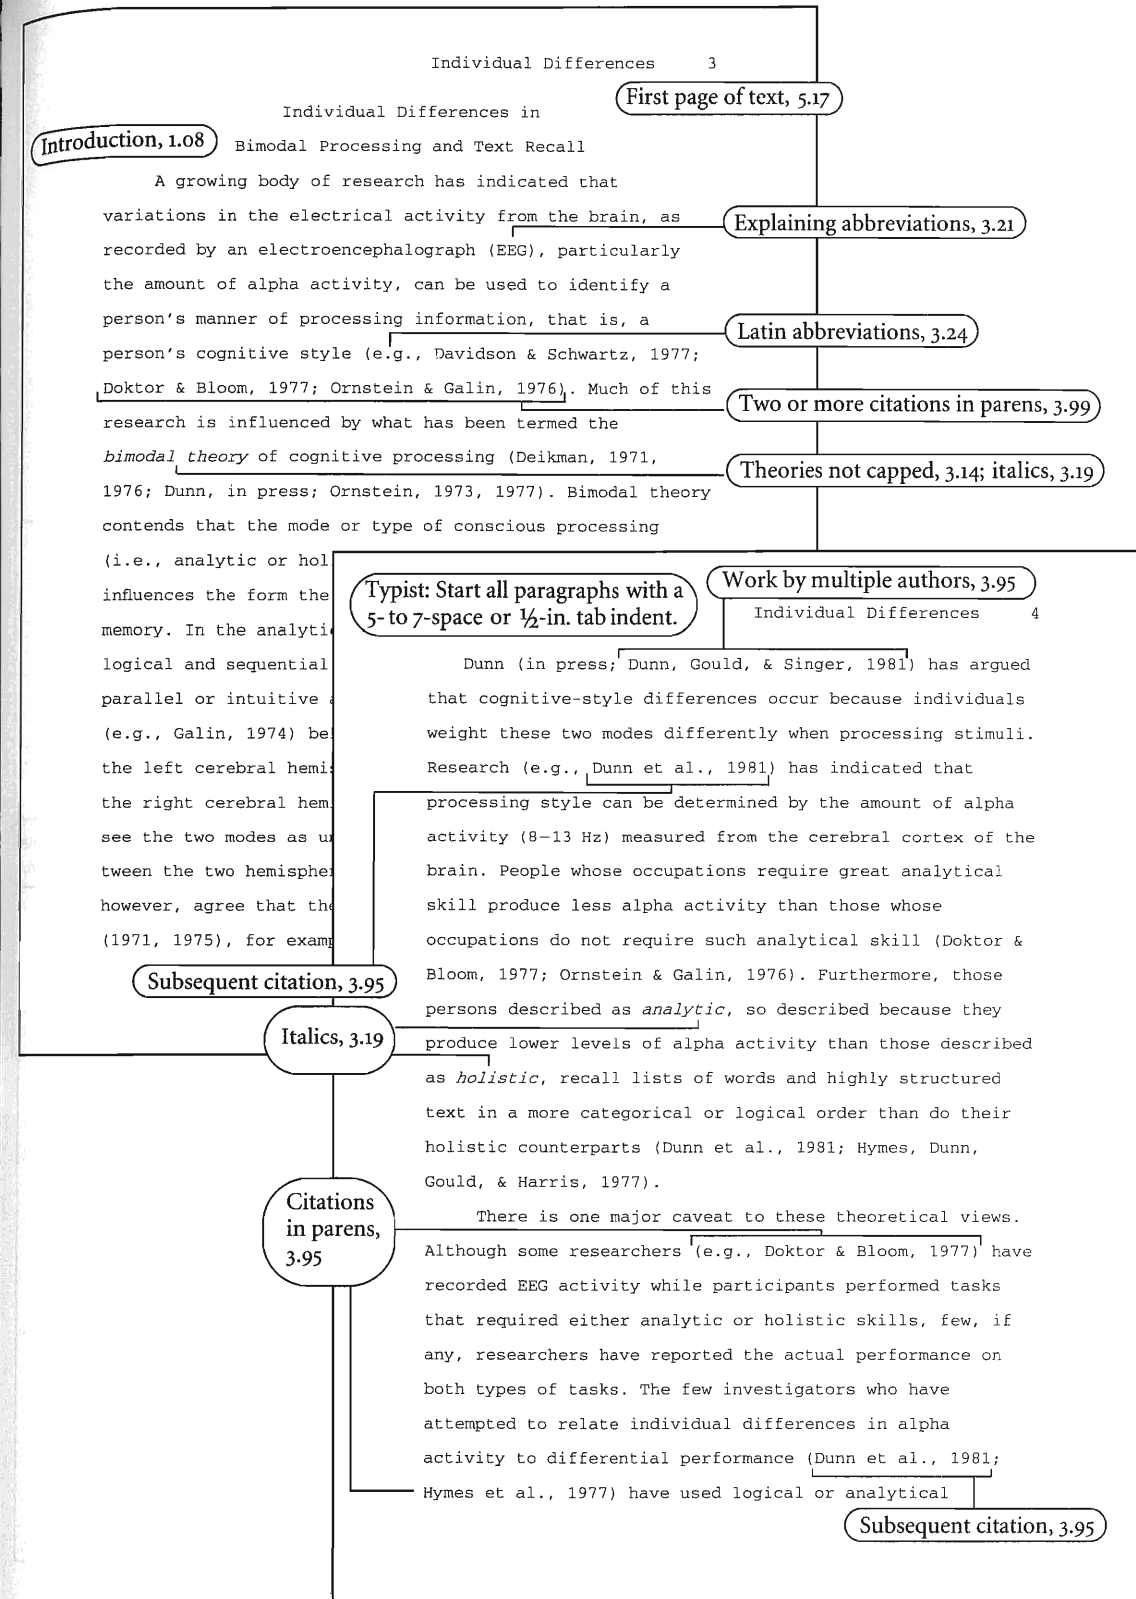 Individual Differences 3
First page of text, 5.17
Individual Differences in
Introduction, 1.08
Bimodal Processing and Text Recall
A growing body of research has indicated that
variations in the electrical activity from the brain, as
Explaining abbreviations, 3.21
recorded by an electroencephalograph (EEG), particularly
the amount of alpha activity, can be used to identify a
person's manner of processing information, that is, a
Latin abbreviations, 3.24
person's cognitive style (e.g., Davidson & Schwartz, 1977;
Doktor & Bloom, 1977; Ornstein & Galin, 1976). Much of this
Two or more citations in parens, 3.99
research is influenced by what has been termed the
bimodal theory of cognitive processing (Deikman, 1971,
Theories not capped, 3.14; italics, 3.19
1976; Dunn, in press; Ornstein, 1973, 1977). Bimodal theory
contends that the mode or type of conscious processing
(i.e., analytic or hol
influences the form the
memory. In the analyti
logical and sequential
parallel or intuitive
(e.g., Galin, 1974) be
the left cerebral hemi
the right cerebral hem
see the two modes as u
tween the two hemisphe
however, agree that th
(1971, 1975), for exam
Typist: Start all paragraphs with a
5- to 7-space or ½-in. tab indent.
Work by multiple authors, 3.95
Individual Differences 4
Dunn (in press; Dunn, Gould, & Singer, 1981) has argued
that cognitive-style differences occur because individuals
weight these two modes differently when processing stimuli.
Research (e.g., Dunn et al., 1981) has indicated that
processing style can be determined by the amount of alpha
activity (8–13 Hz) measured from the cerebral cortex of the
brain. People whose occupations require great analytical
skill produce less alpha activity than those whose
occupations do not require such analytical skill (Doktor &
Bloom, 1977; Ornstein & Galin, 1976). Furthermore, those
Subsequent citation, 3.95
persons described as analytic, so described because they
Italics, 3.19
produce lower levels of alpha activity than those described
as holistic, recall lists of words and highly structured
text in a more categorical or logical order than do their
holistic counterparts (Dunn et al., 1981; Hymes, Dunn,
Gould, & Harris, 1977).
Citations
in parens,
3.95
There is one major caveat to these theoretical views.
Although some researchers (e.g., Doktor & Bloom, 1977) have
recorded EEG activity while participants performed tasks
that required either analytic or holistic skills, few, if
any, researchers have reported the actual performance on
both types of tasks. The few investigators who have
attempted to relate individual differences in alpha
activity to differential performance (Dunn et al., 1981;
Hymes et al., 1977) have used logical or analytical
Subsequent citation, 3.95